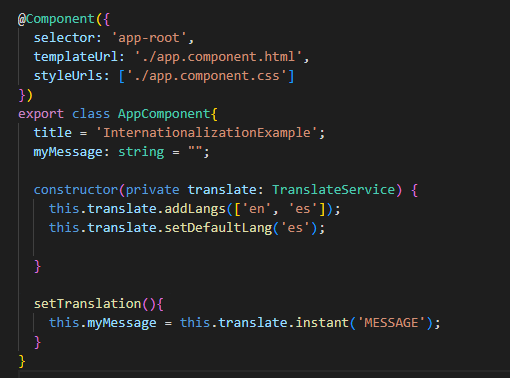 @Component({
  selector: 'app-root',
  templateUrl: './app.component.html',
  styleUrls: ['./app.component.css']
})
export class AppComponent{
  title = 'InternationalizationExample';
  myMessage: string = "";

  constructor(private translate: TranslateService) {
    this.translate.addLangs(['en', 'es']);
    this.translate.setDefaultLang('es');

  }

  setTranslation(){
    this.myMessage = this.translate.instant('MESSAGE');
  }
}